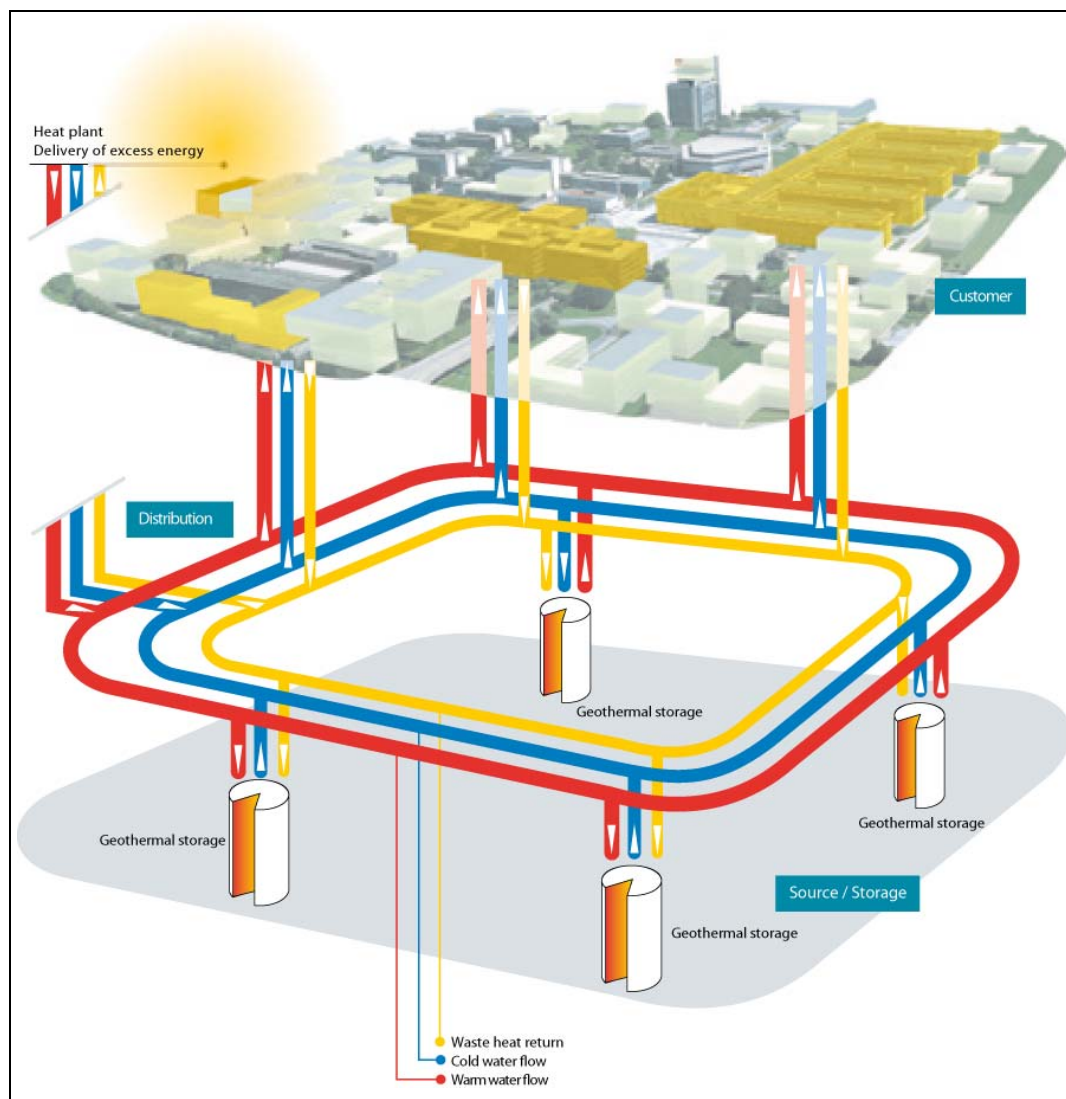 Heat plant
Delivery of excess energy
Customer
Distribution
Geothermal storage
Geothermal storage
Geothermal storage
Source / Storage
Geothermal storage
Waste heat return
Cold water flow
Warm water flow